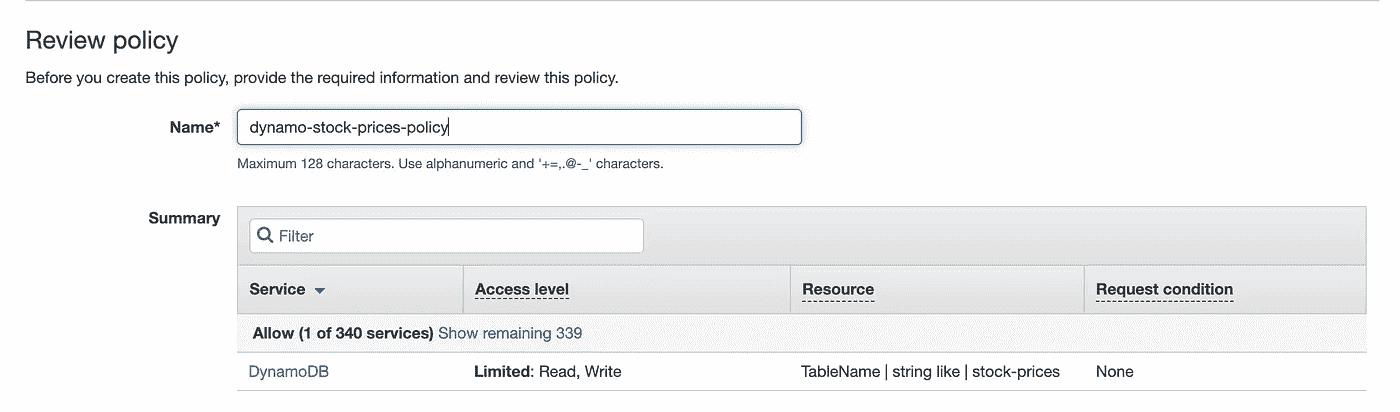 Review policy
Before you create this policy, provide the required information and review this policy.
Name* dynamo-stock-prices-policy
Maximum 128 characters. Use alphanumeric and '+=,.@-_' characters.
Summary
Filter
Service Access level Resource Request condition
Allow (1 of 340 services) Show remaining 339
DynamoDB Limited: Read, Write TableName | string like | stock-prices None